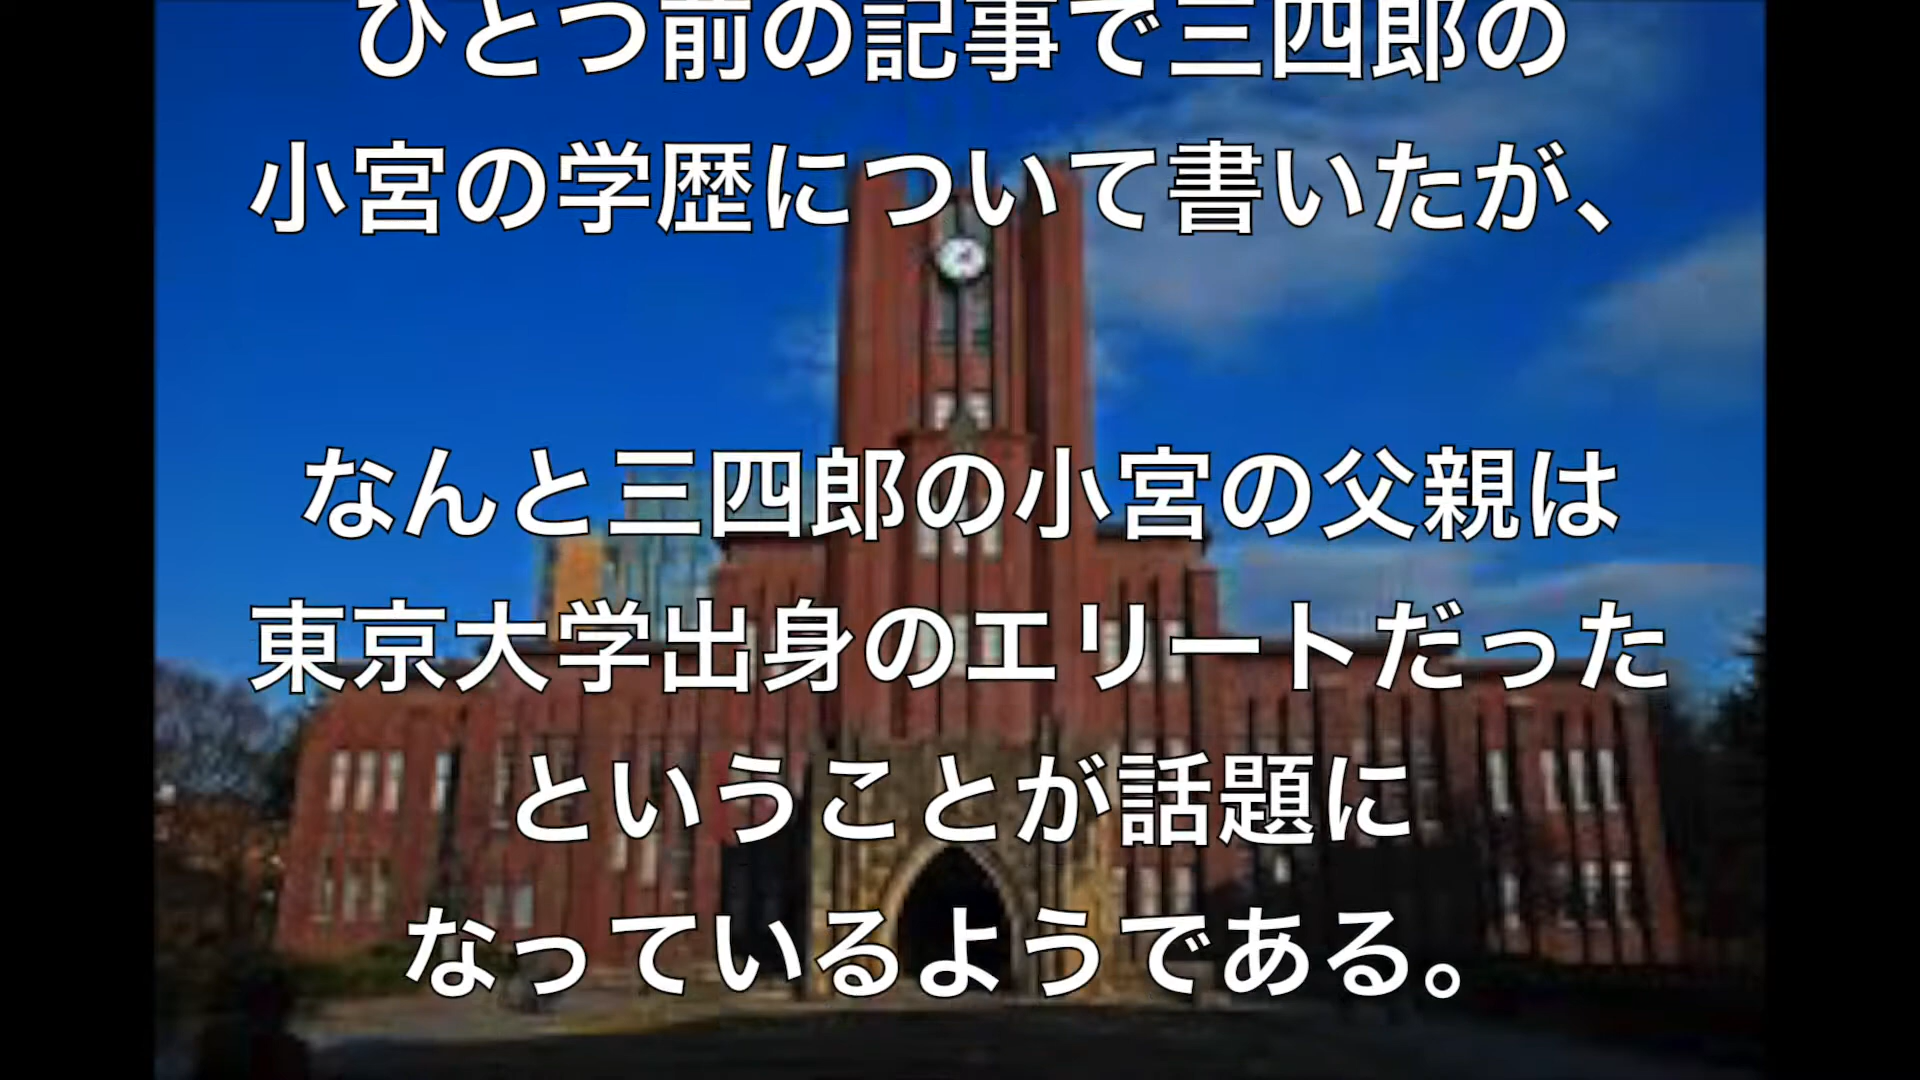 ひとつ前の記事で三四郎の
小宮の学歴について書いたが、
なんと三四郎の小宮の父親は
東京大学出身のエリートだった
ということが話題に
なっているようである。